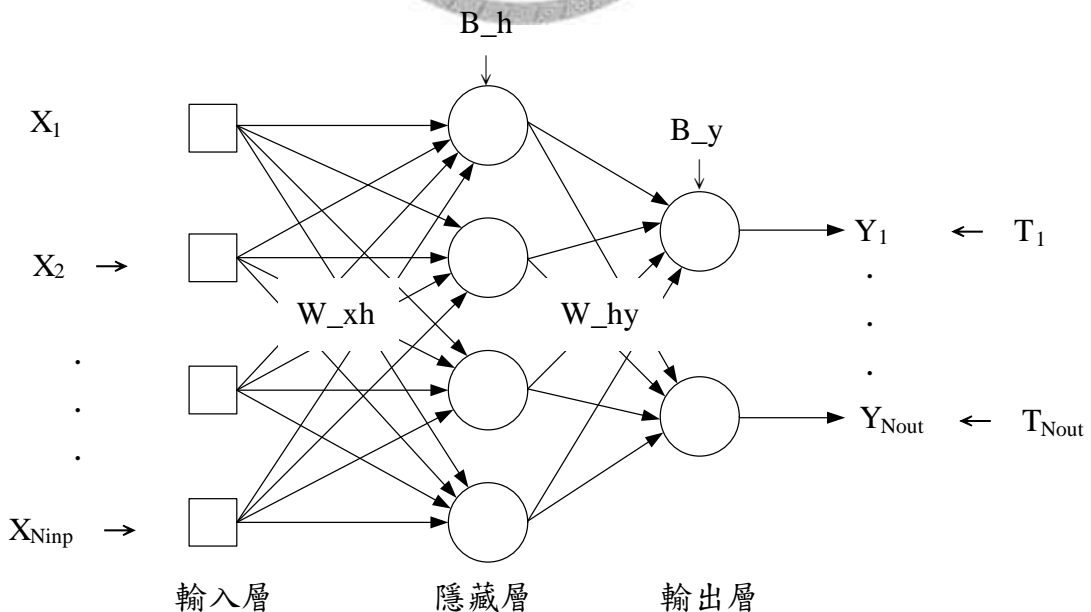 B_h
X1
B_y
X2 →
Y1 ← T1
W_xh
W_hy
.
.
.
.
.
.
YNout ← TNout
XNinp →
輸入層
隱藏層
輸出層